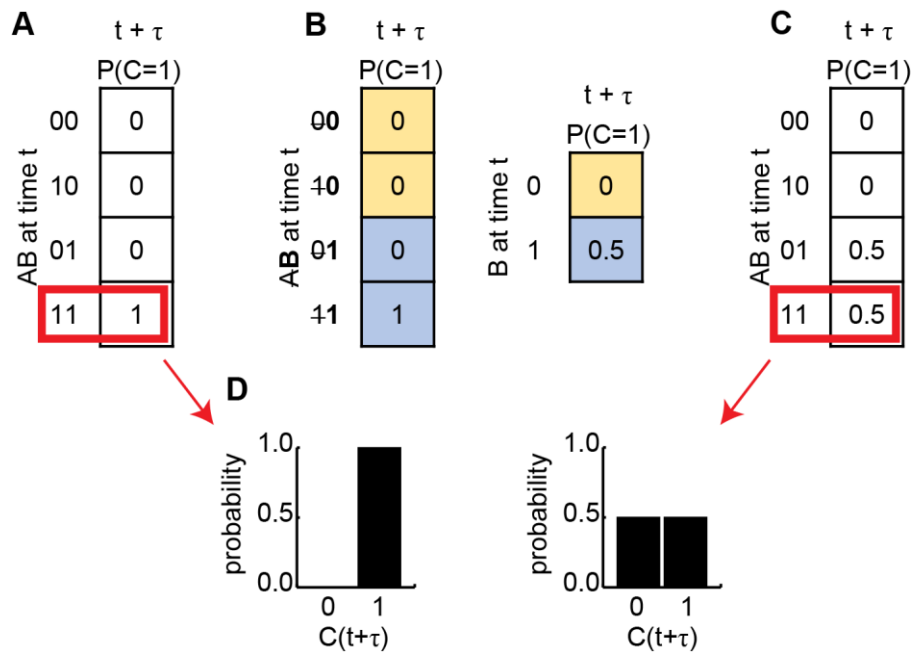 A
t + τ
P(C=1)
AB at time t
00 0
10 0
01 0
11 1
B
t + τ
P(C=1)
AB at time t
00 0
10 0
01 0
11 1
t + τ
P(C=1)
B at time t
0 0
1 0.5
C
t + τ
P(C=1)
AB at time t
00 0
10 0
01 0.5
11 0.5
D
probability
1.0
0.5
0.0
0 1
C(t+τ)
probability
1.0
0.5
0.0
0 1
C(t+τ)